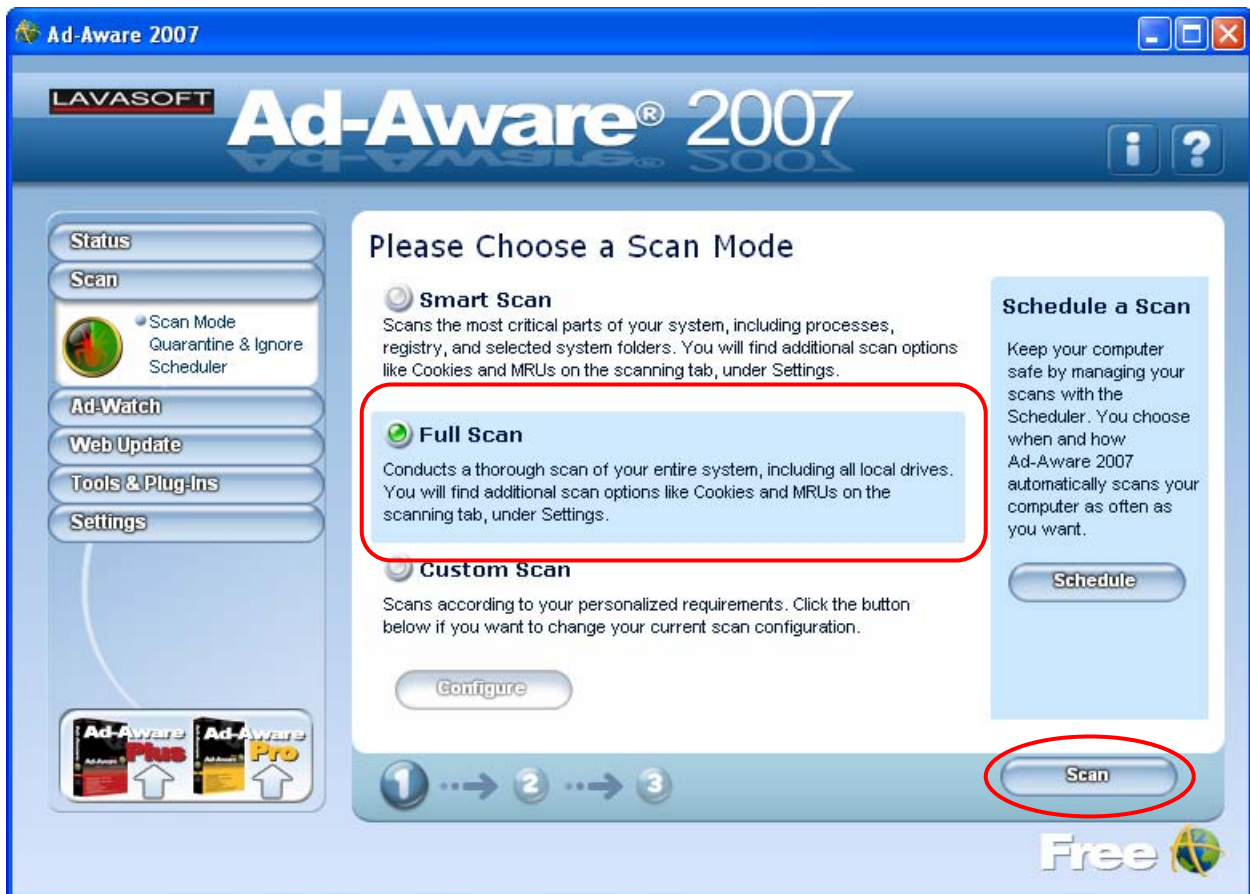 Ad-Aware 2007
LAVASOFT
Ad-Aware® 2007
i ?
Status
Scan
Scan Mode
Quarantine & Ignore
Scheduler
Ad-Watch
Web Update
Tools & Plug-Ins
Settings
Ad-Aware
Plus
Ad-Aware
Pro
Please Choose a Scan Mode
Smart Scan
Scans the most critical parts of your system, including processes,
registry, and selected system folders. You will find additional scan options
like Cookies and MRUs on the scanning tab, under Settings.
Full Scan
Conducts a thorough scan of your entire system, including all local drives.
You will find additional scan options like Cookies and MRUs on the
scanning tab, under Settings.
Custom Scan
Scans according to your personalized requirements. Click the button
below if you want to change your current scan configuration.
Configure
Schedule a Scan
Keep your computer
safe by managing your
scans with the
Scheduler. You choose
when and how
Ad-Aware 2007
automatically scans your
computer as often as
you want.
Schedule
1 2 3
Scan
Free